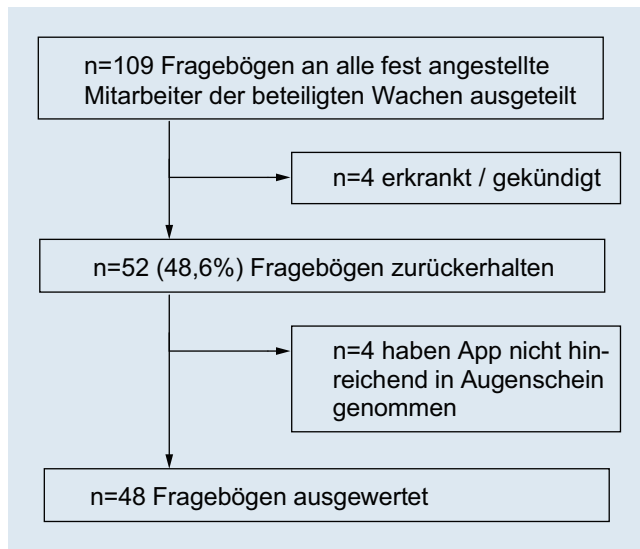 n=109 Fragebögen an alle fest angestellte
Mitarbeiter der beteiligten Wachen ausgeteilt
n=4 erkrankt / gekündigt
n=52 (48,6%) Fragebögen zurückerhalten
n=4 haben App nicht hin-
reichend in Augenschein
genommen
n=48 Fragebögen ausgewertet